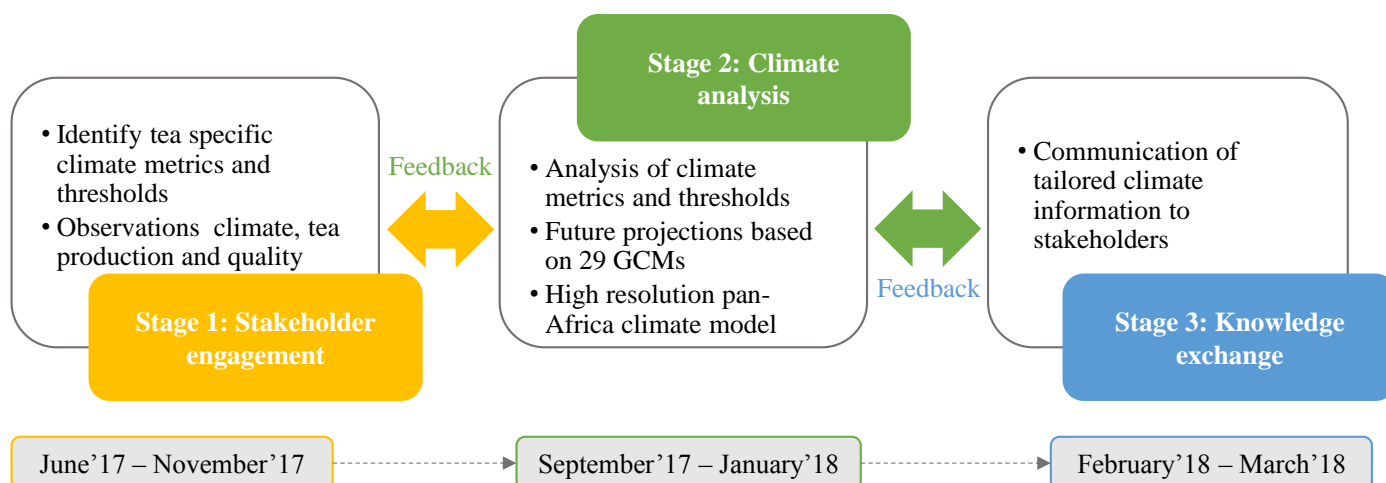 • Identify tea specific
climate metrics and
thresholds
• Observations climate, tea
production and quality
Stage 1: Stakeholder
engagement
Feedback
Stage 2: Climate
analysis
• Analysis of climate
metrics and thresholds
• Future projections based
on 29 GCMs
• High resolution pan-
Africa climate model
Feedback
• Communication of
tailored climate
information to
stakeholders
Stage 3: Knowledge
exchange
June’17 – November’17
September’17 – January’18
February’18 – March’18